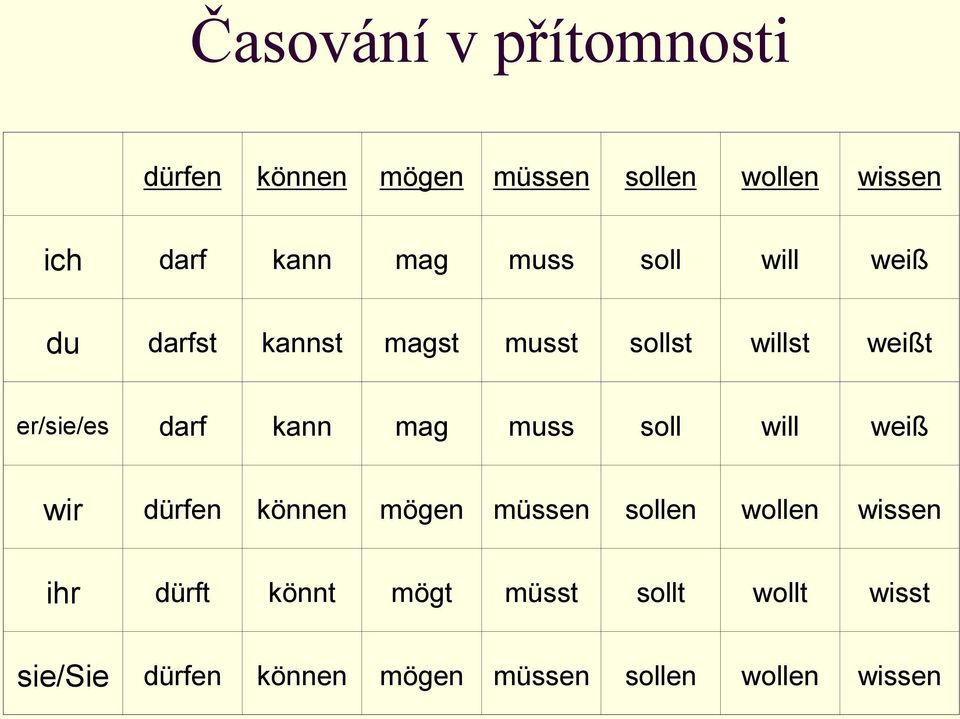 Časování v přítomnosti
dürfen können mögen müssen sollen wollen wissen
ich darf kann mag muss soll will weiß
du darfst kannst magst musst sollst willst weißt
er/sie/es darf kann mag muss soll will weiß
wir dürfen können mögen müssen sollen wollen wissen
ihr dürft könnt mögt müsst sollt wollt wisst
sie/Sie dürfen können mögen müssen sollen wollen wissen